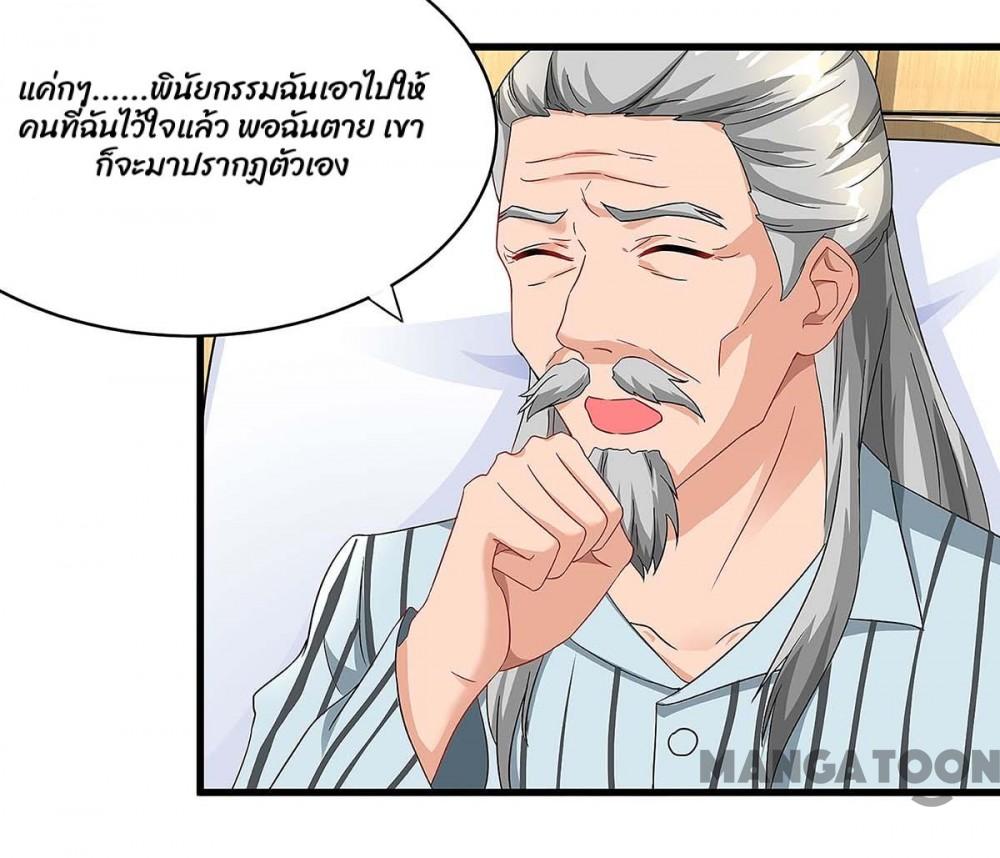 แค่กๆ......พินัยกรรมฉันเอาไปให้
คนที่ฉันไว้ใจแล้ว พอฉันตาย เขา
ก็จะมาปรากฏตัวเอง
MANGATOON